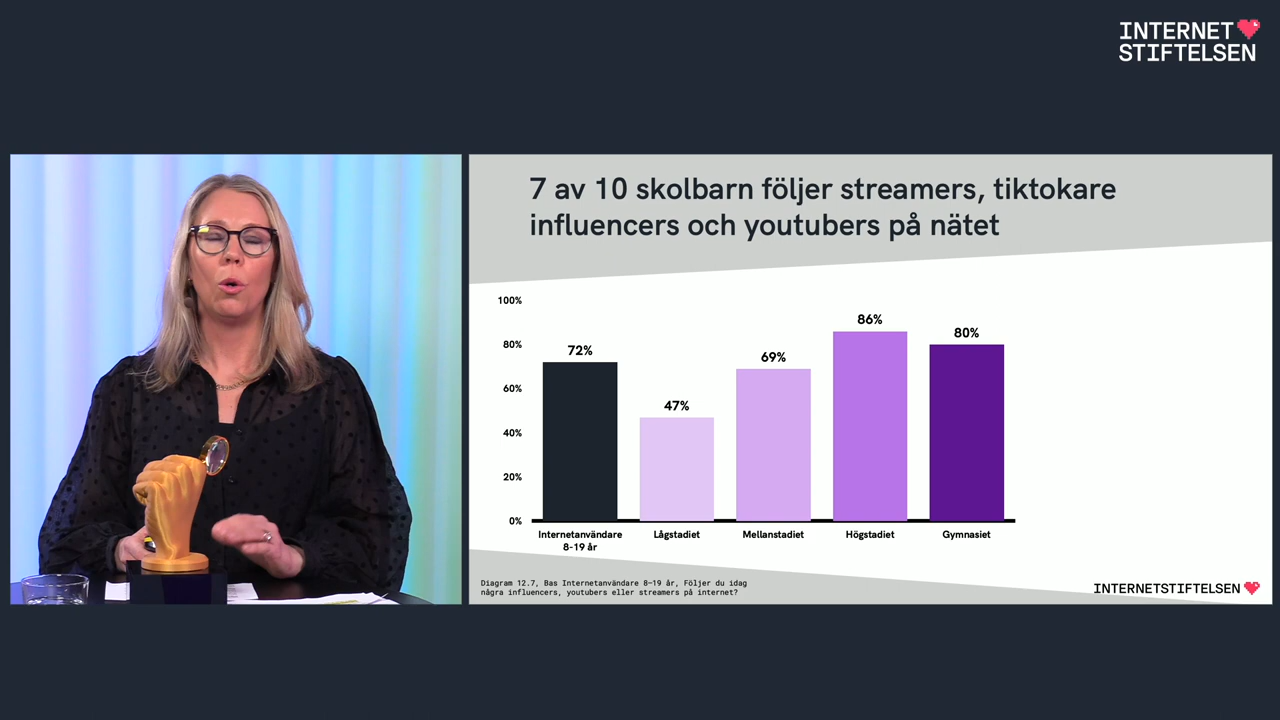 INTERNET
STIFTELSEN
7 av 10 skolbarn följer streamers, tiktokare
influencers och youtubers på nätet
100%
80%
60%
40%
20%
0%
72%
47%
69%
86%
80%
Internetanvändare
8-19 år
Lågstadiet
Mellanstadiet
Högstadiet
Gymnasiet
Diagram 12.7, Bas Internetanvändare 8–19 år, Följer du idag
några influencers, youtubers eller streamers på internet?
INTERNETSTIFTELSEN